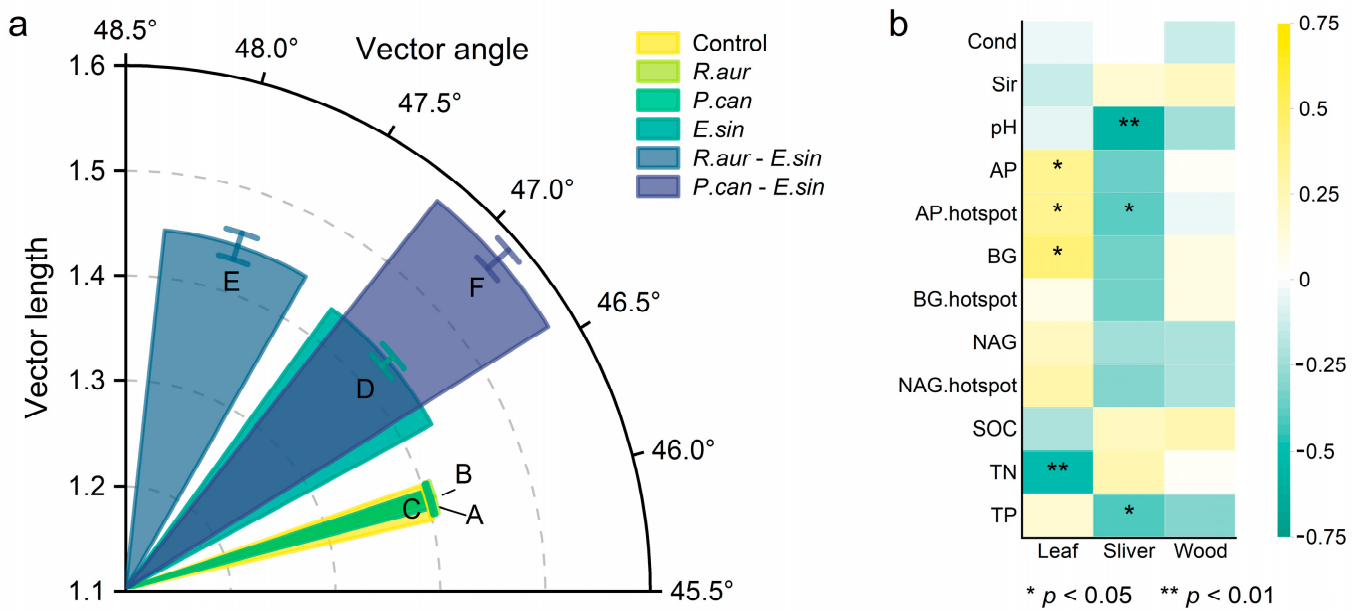 a
48.5°
48.0°
Vector angle
47.5°
47.0°
46.5°
46.0°
45.5°
1.6
1.5
1.4
1.3
1.2
1.1
Vector length
E
F
D
B
C
A
Control
R.aur
P.can
E.sin
R.aur - E.sin
P.can - E.sin
b
Cond
Sir
pH
**
AP
*
AP.hotspot
* *
BG
*
BG.hotspot
NAG
NAG.hotspot
SOC
TN
**
TP
*
Leaf Sliver Wood
* p < 0.05 ** p < 0.01
0.75
0.5
0.25
0
−0.25
−0.5
−0.75